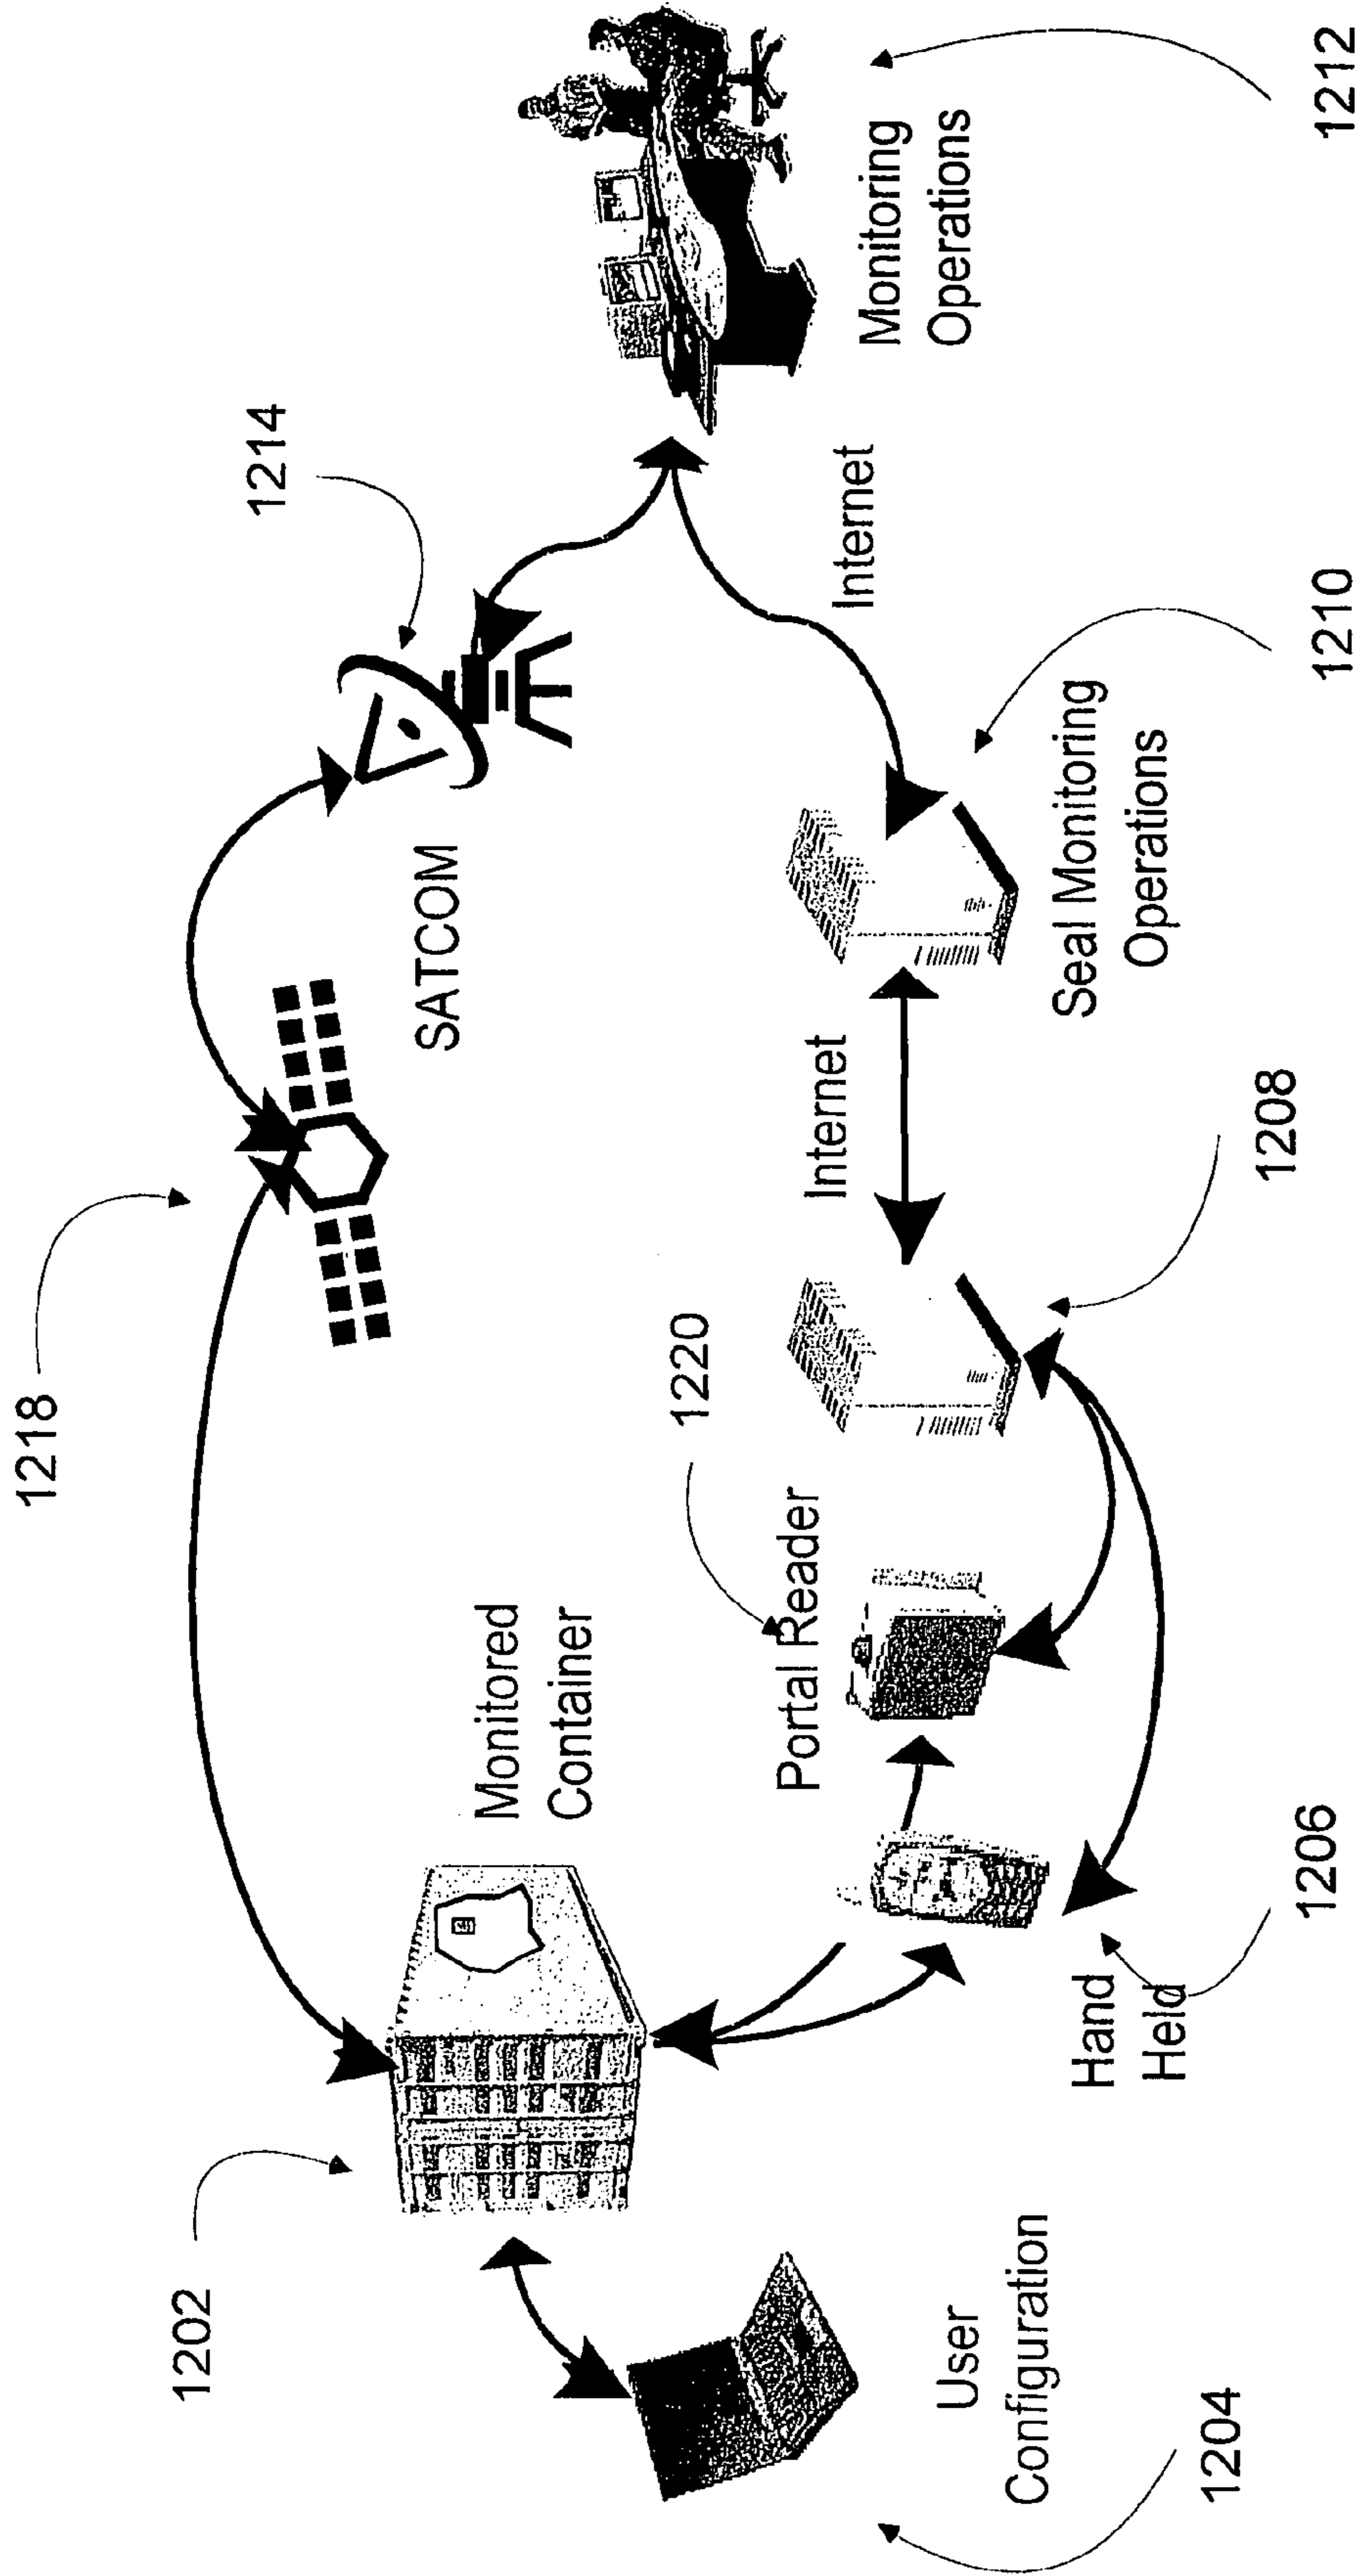 1218
1214
1202
SATCOM
Monitored
Container
1220
Portal Reader
Internet
Internet
Monitoring
Operations
User
Configuration
Hand
Held
Seal Monitoring
Operations
1204
1206
1208
1210
1212